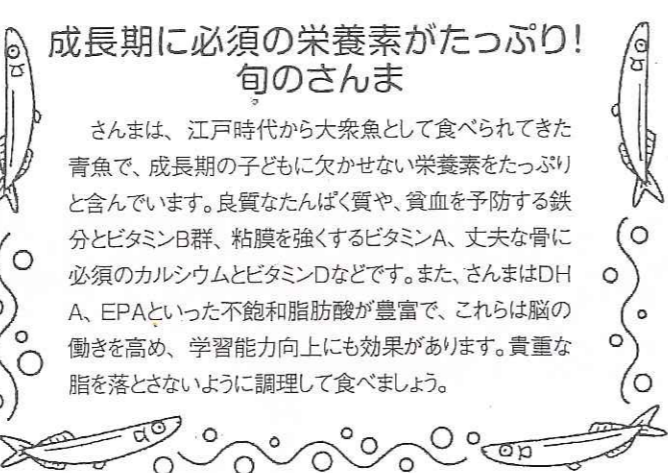 成長期に必須の栄養素がたっぷり!
旬のさんま
さんまは、江戸時代から大衆魚として食べられてきた
青魚で、成長期の子どもに欠かせない栄養素をたっぷり
と含んでいます。良質なたんぱく質や、貧血を予防する鉄
分とビタミンB群、粘膜を強くするビタミンA、丈夫な骨に
必須のカルシウムとビタミンDなどです。また、さんまはDH
A、EPAといった不飽和脂肪酸が豊富で、これらは脳の
働きを高め、学習能力向上にも効果があります。貴重な
脂を落とさないように調理して食べましょう。